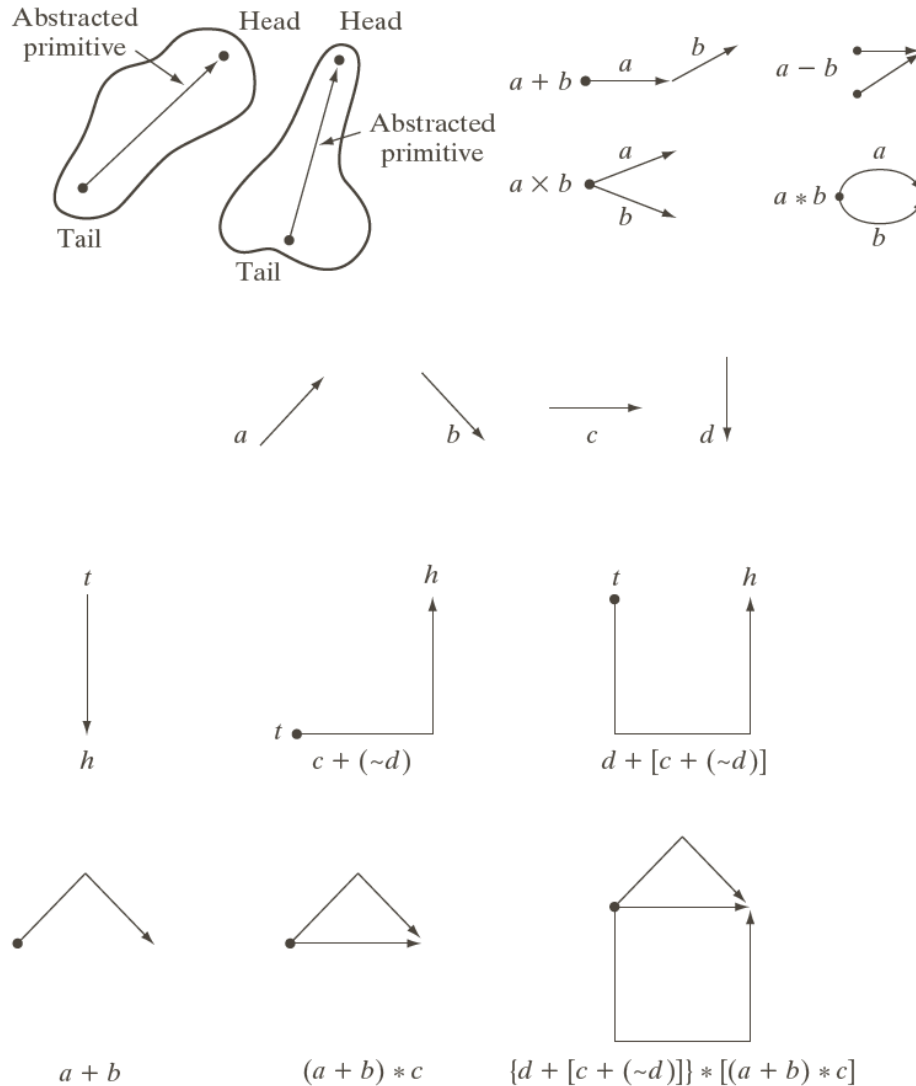 Abstracted
primitive
Head
Tail
Head
Abstracted
primitive
Tail
a + b
a
b
a − b
a × b
a
b
a * b
a
b
a
b
c
d
t
h
t
h
c + (~d)
t
h
d + [c + (~d)]
a + b
(a + b) * c
{d + [c + (~d)]} * [(a + b) * c]